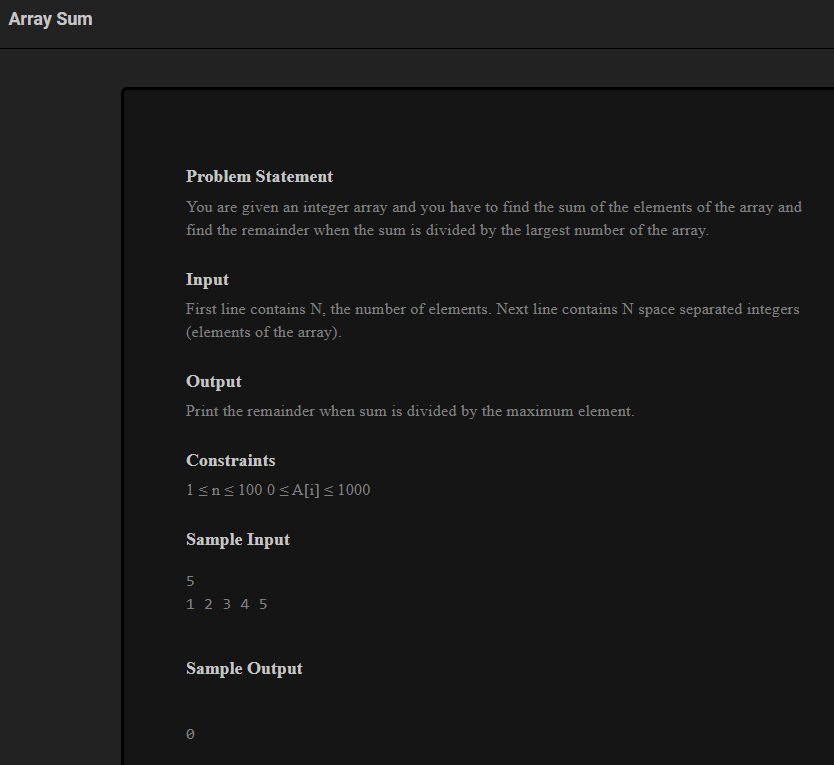 Array Sum
Problem Statement
You are given an integer array and you have to find the sum of the elements of the array and
find the remainder when the sum is divided by the largest number of the array.
Input
First line contains N, the number of elements. Next line contains N space separated integers
(elements of the array).
Output
Print the remainder when sum is divided by the maximum element.
Constraints
1 ≤ n ≤ 100 0 ≤ A[i] ≤ 1000
Sample Input
5
1 2 3 4 5
Sample Output
0